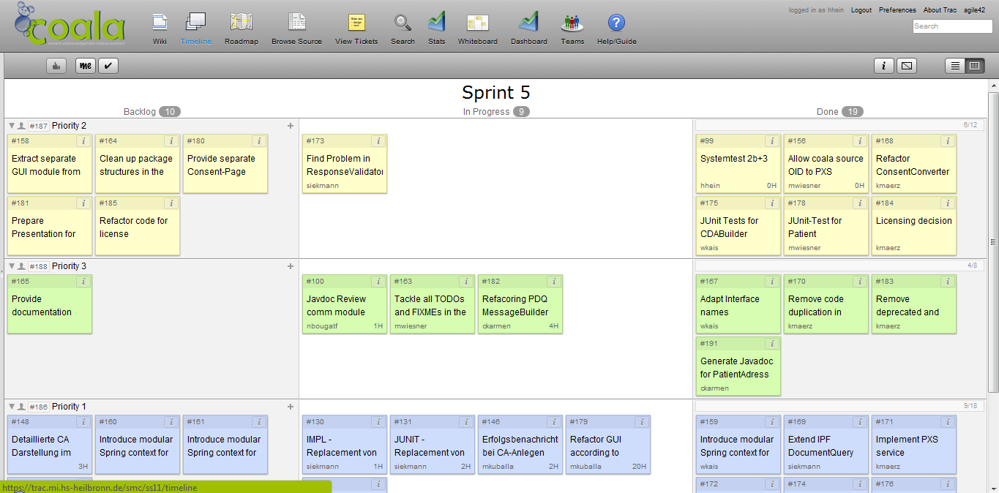 coala
logged in as hhein Logout Preferences About Trac agile42
Search
Wiki Timeline Roadmap Browse Source View Tickets Search Stats Whiteboard Dashboard Teams Help/Guide
me
Sprint 5
Backlog 10 In Progress 9 Done 19
#187 Priority 2 + 6/12
#158 i #164 i #180 i #173 i #99 i #156 i #168 i
Extract separate Clean up package Provide separate Find Problem in Systemtest 2b+3 Allow coala source Refactor
GUI module from structures in the Consent-Page ResponseValidator OID to PXS ConsentConverter
siekmann hhein 0H mwiesner 0H kmaerz
#181 i #185 i #175 i #178 i #184 i
Prepare Refactor code for JUnit Tests for JUnit-Test for Licensing decision
Presentation for license CDABuilder Patient
wkais mwiesner kmaerz
#188 Priority 3 + 4/8
#165 i #100 i #163 i #182 i #167 i #170 i #183 i
Provide Javdoc Review Tackle all TODOs Refacoring PDQ Adapt Interface Remove code Remove
documentation comm module and FIXMEs in the MessageBuilder names duplication in deprecated and
nbougatf 1H mwiesner ckarmen 4H wkais kmaerz kmaerz
#191 i
Generate Javadoc
for PatientAdress
ckarmen
#186 Priority 1 + 9/18
#148 i #160 i #161 i #130 i #131 i #146 i #179 i #159 i #169 i #171 i
Detaillierte CA Introduce modular Introduce modular IMPL - JUNIT - Erfolgsbenachricht Refactor GUI Introduce modular Extend IPF Implement PXS
Darstellung im Spring context for Spring context for Replacement von Replacement von bei CA-Anlegen according to Spring context for DocumentQuery service
3H siekmann 1H siekmann 2H mkuballa 2H mkuballa 20H wkais siekmann kmaerz
i #172 i #174 i #176 i
https://trac.mi.hs-heilbronn.de/smc/ss11/timeline